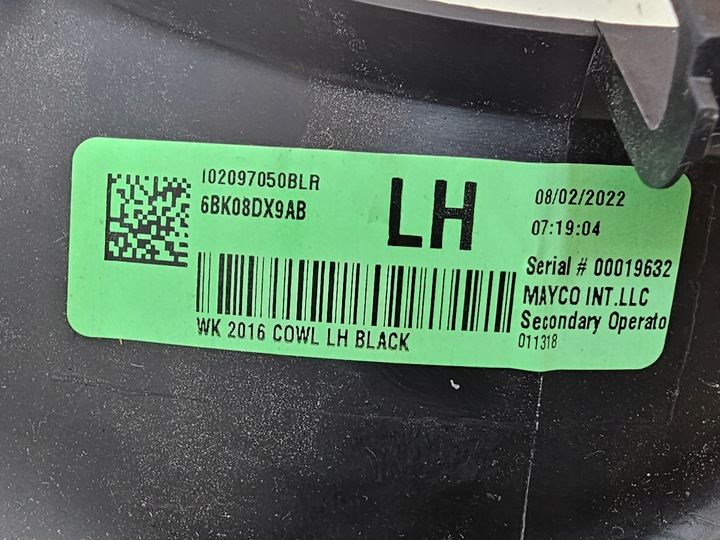 I02097050BLR
6BK08DX9AB
LH
08/02/2022
07:19:04
Serial # 00019632
MAYCO INT.LLC
Secondary Operato
011318
WK 2016 COWL LH BLACK